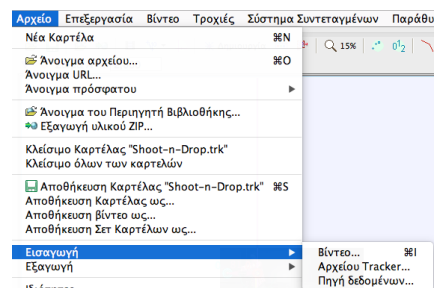 Αρχείο Επεξεργασία Βίντεο Τροχιές Σύστημα Συντεταγμένων Παράθυ
Νέα Καρτέλα ⌘N
15%
Άνοιγμα αρχείου... ⌘O
Άνοιγμα URL...
Άνοιγμα πρόσφατου
Άνοιγμα του Περιηγητή Βιβλιοθήκης...
Εξαγωγή υλικού ZIP...
Κλείσιμο Καρτέλας "Shoot-n-Drop.trk"
Κλείσιμο όλων των καρτελών
Αποθήκευση Καρτέλας "Shoot-n-Drop.trk" ⌘S
Αποθήκευση Καρτέλας ως...
Αποθήκευση βίντεο ως...
Αποθήκευση Σετ Καρτέλων ως...
Εισαγωγή
Βίντεο... ⌘I
Εξαγωγή
Αρχείου Tracker...
Πηγή δεδομένων...